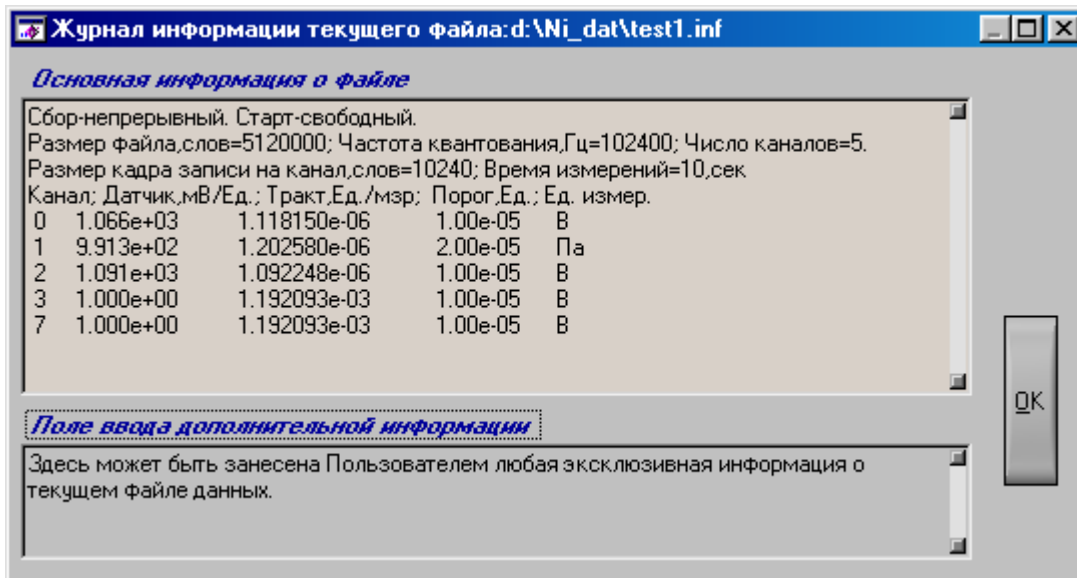 Журнал информации текущего файла:d:\Ni_dat\test1.inf
Основная информация о файле
Сбор-непрерывный. Старт-свободный.
Размер файла,слов=5120000; Частота квантования,Гц=102400; Число каналов=5.
Размер кадра записи на канал,слов=10240; Время измерений=10,сек
Канал; Датчик,мВ/Ед.; Тракт,Ед./мзр; Порог,Ед.; Ед. измер.
0 1.066e+03 1.118150e-06 1.00e-05 В
1 9.913e+02 1.202580e-06 2.00e-05 Па
2 1.091e+03 1.092248e-06 1.00e-05 В
3 1.000e+00 1.192093e-03 1.00e-05 В
7 1.000e+00 1.192093e-03 1.00e-05 В
OK
Поле ввода дополнительной информации
Здесь может быть занесена Пользователем любая эксклюзивная информация о
текущем файле данных.